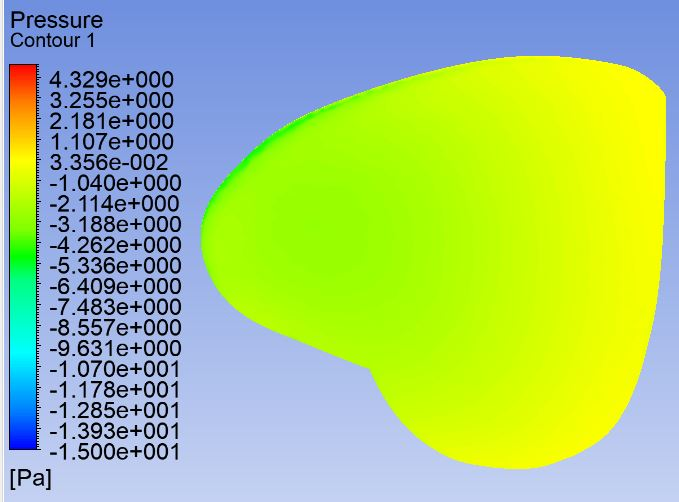 Pressure
Contour 1
4.329e+000
3.255e+000
2.181e+000
1.107e+000
3.356e-002
-1.040e+000
-2.114e+000
-3.188e+000
-4.262e+000
-5.336e+000
-6.409e+000
-7.483e+000
-8.557e+000
-9.631e+000
-1.070e+001
-1.178e+001
-1.285e+001
-1.393e+001
-1.500e+001
[Pa]